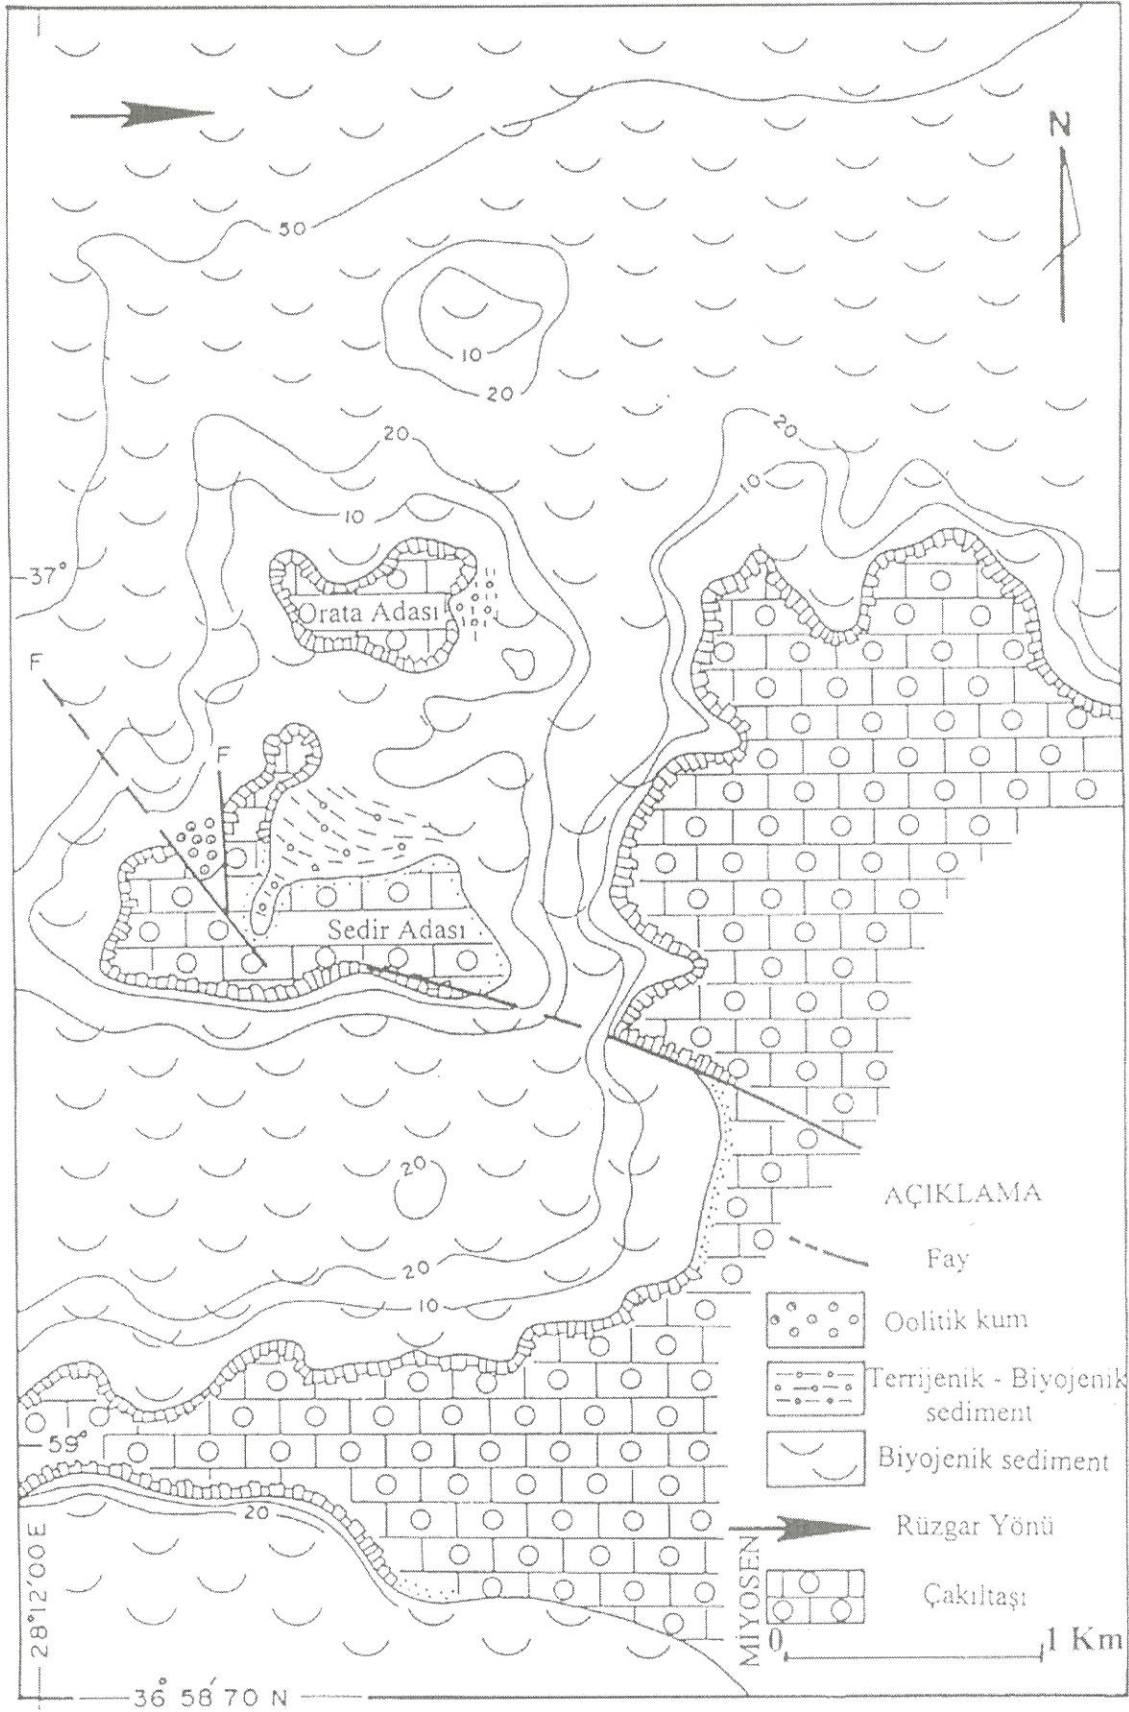 N
50
10
20
20
20
10
10
37°
Orata Adası
F
F
Sedir Adası
20
AÇIKLAMA
Fay
20
10
Oolitik kum
Terrijenik - Biyojenik
sediment
59°
Biyojenik sediment
20
Rüzgar Yönü
MİYOSEN
Çakıltaşı
0 1 Km
28°12'00 E
36° 58' 70 N